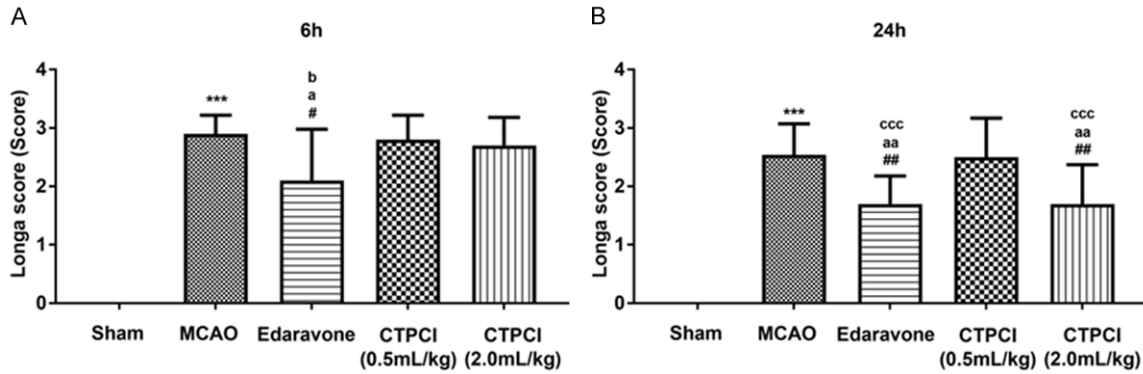 A
6h
Longa score (Score)
4
3
2
1
0
***
b
a
#
Sham
MCAO
Edaravone
CTPCI
(0.5mL/kg)
CTPCI
(2.0mL/kg)
B
24h
Longa score (Score)
4
3
2
1
0
***
ccc
aa
##
ccc
aa
##
Sham
MCAO
Edaravone
CTPCI
(0.5mL/kg)
CTPCI
(2.0mL/kg)